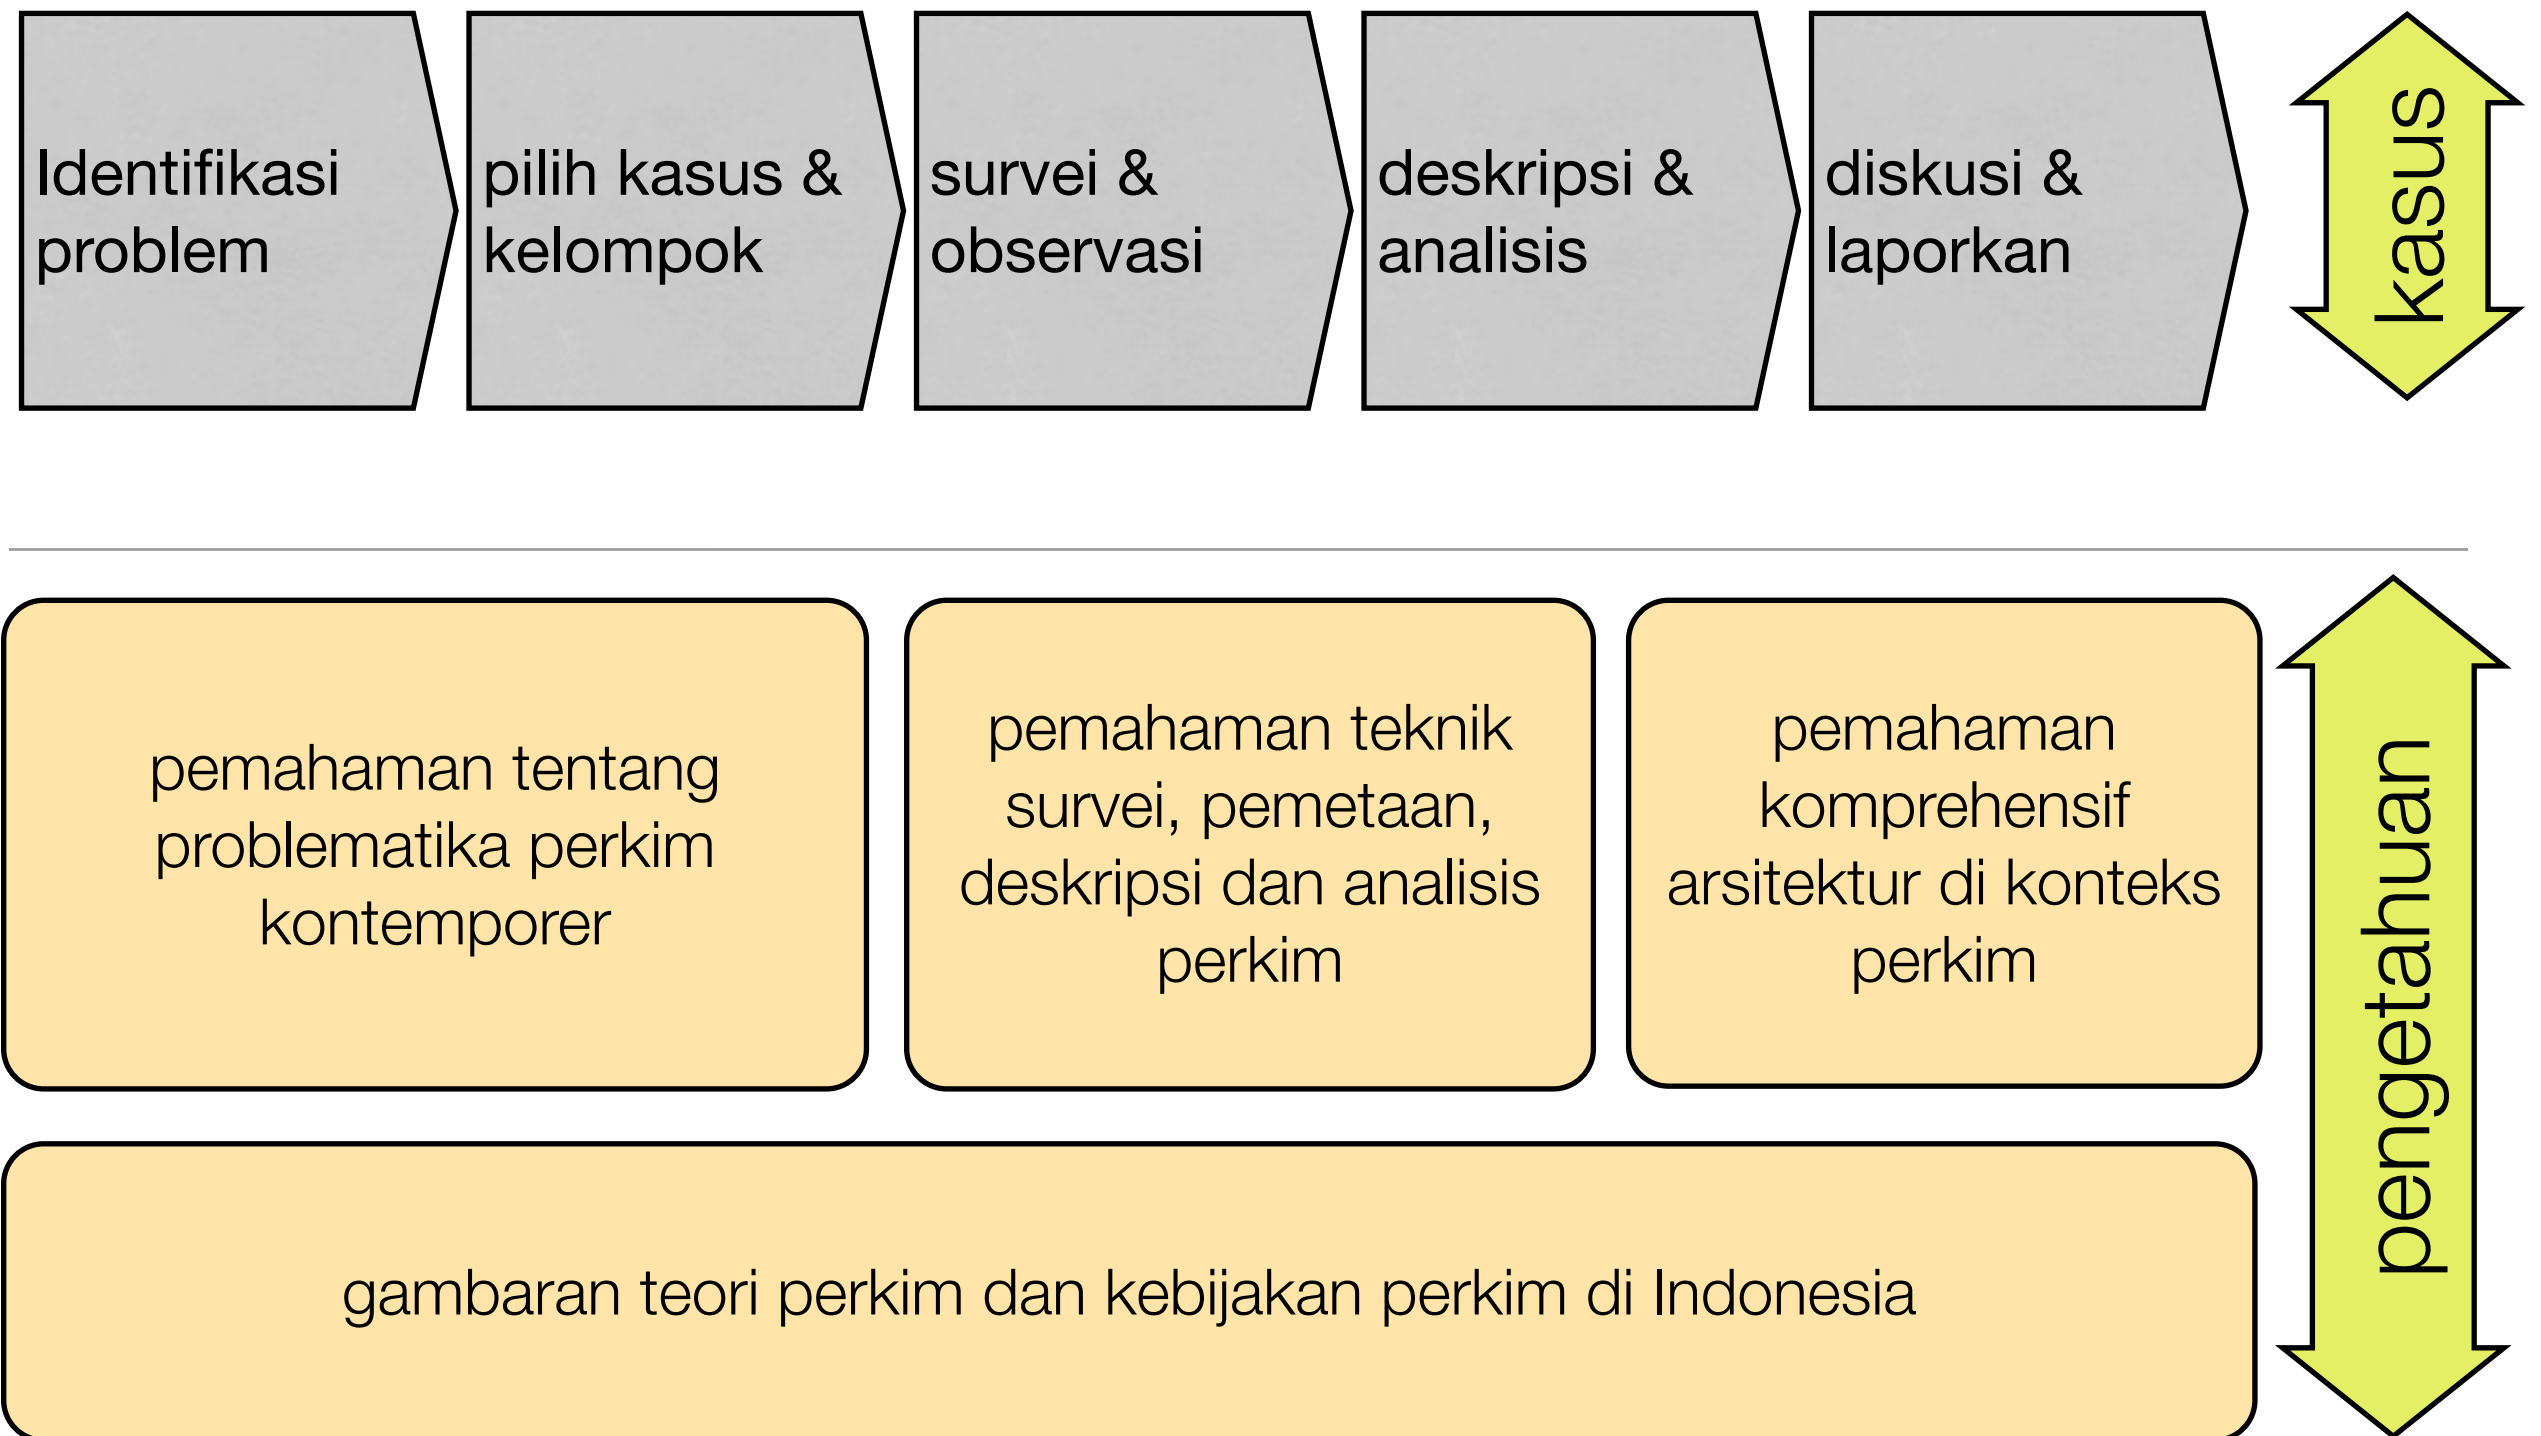 Identifikasi
problem
pilih kasus &
kelompok
survei &
observasi
deskripsi &
analisis
diskusi &
laporkan
kasus
pemahaman tentang
problematika perkim
kontemporer
pemahaman teknik
survei, pemetaan,
deskripsi dan analisis
perkim
pemahaman
komprehensif
arsitektur di konteks
perkim
pengetahuan
gambaran teori perkim dan kebijakan perkim di Indonesia